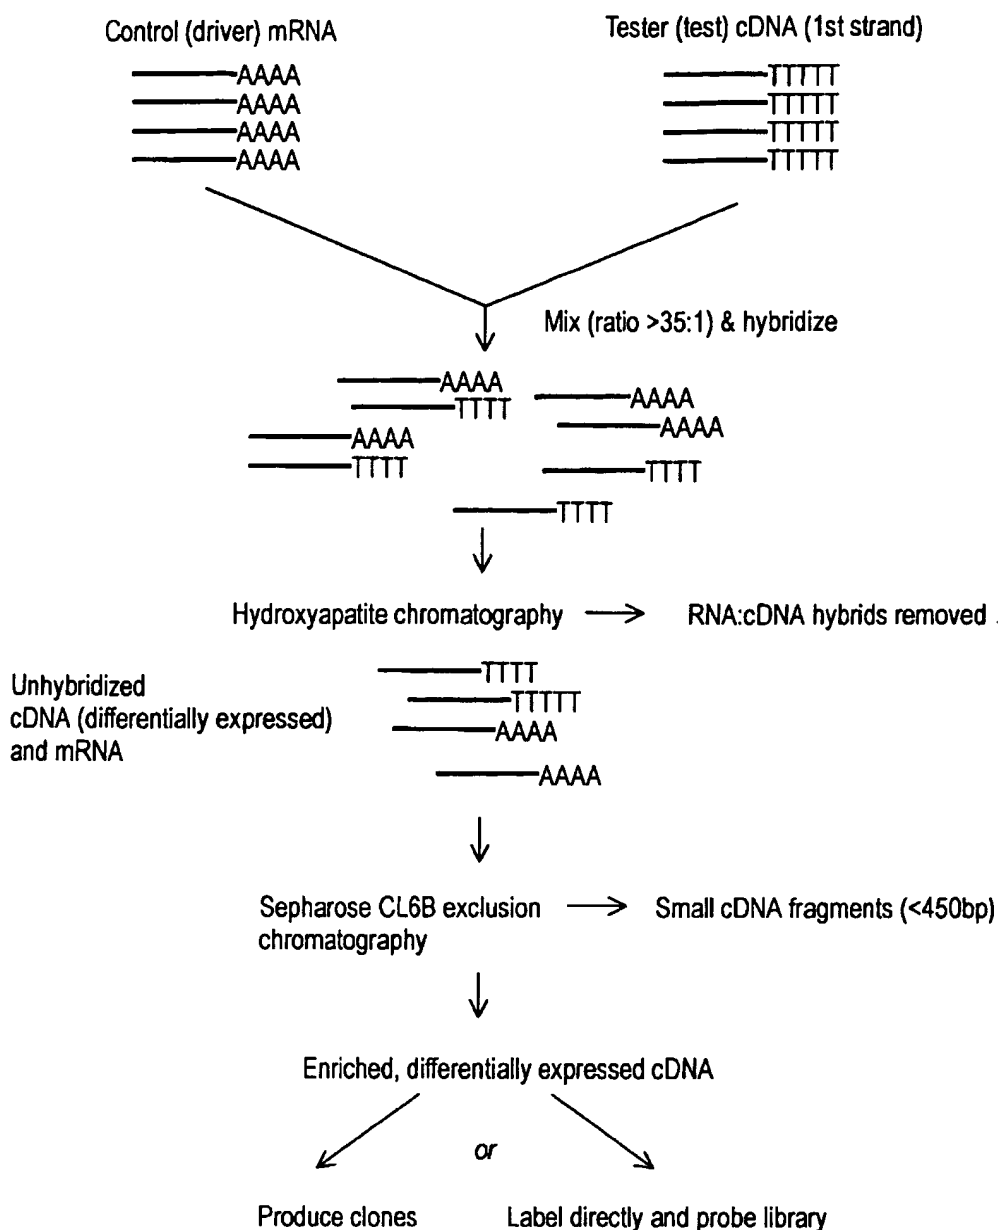 Control (driver) mRNA
Tester (test) cDNA (1st strand)
AAAA
TTTTT
AAAA
TTTTT
AAAA
TTTTT
AAAA
TTTTT
Mix (ratio >35:1) & hybridize
AAAA
TTTT
AAAA
AAAA
AAAA
TTTT
TTTT
TTTT
Hydroxyapatite chromatography
RNA:cDNA hybrids removed .
Unhybridized
cDNA (differentially expressed)
and mRNA
TTTT
TTTTT
AAAA
AAAA
Sepharose CL6B exclusion
chromatography
Small cDNA fragments (<450bp)
Enriched, differentially expressed cDNA
or
Produce clones
Label directly and probe library